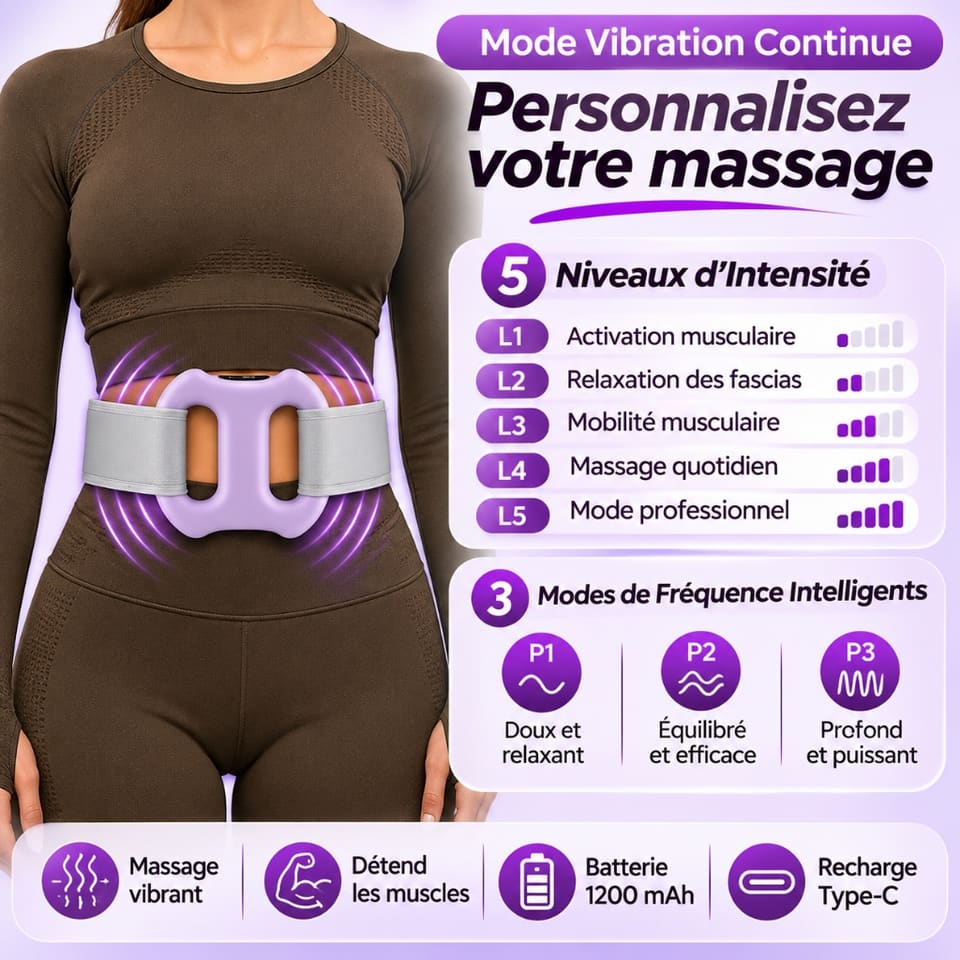 Mode Vibration Continue
Personnalisez
votre massage
5 Niveaux d'Intensité
L1 Activation musculaire
L2 Relaxation des fascias
L3 Mobilité musculaire
L4 Massage quotidien
L5 Mode professionnel
3 Modes de Fréquence Intelligents
P1
Doux et
relaxant
P2
Équilibré
et efficace
P3
Profond
et puissant
Massage
vibrant
Détend
les muscles
Batterie
1200 mAh
Recharge
Type-C